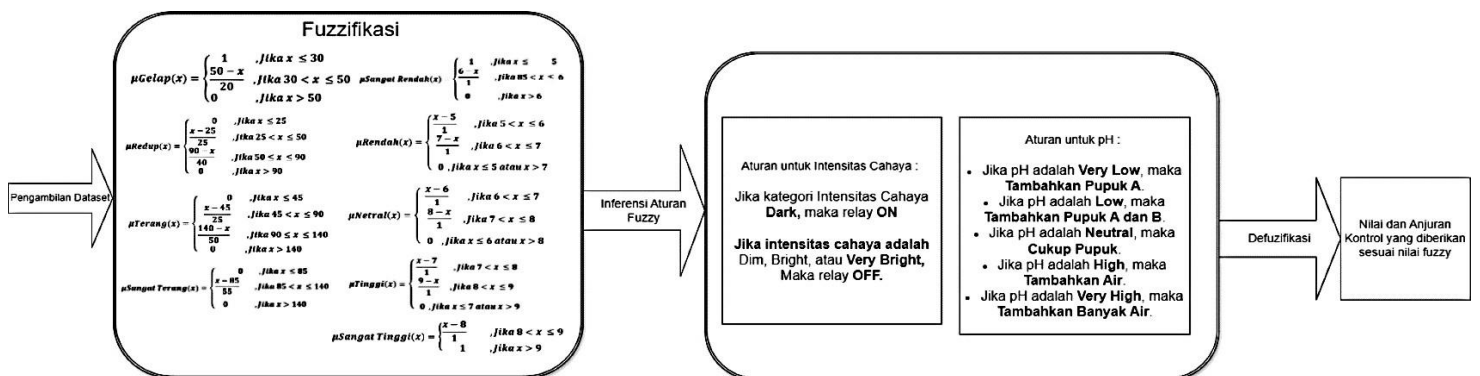 Pengambilan Dataset
Fuzzifikasi
μGelap(x) = { 1 ,Jika x ≤ 30
50 − x / 20 ,Jika 30 < x ≤ 50
0 ,Jika x > 50
μSangat Rendah(x) { 1 ,Jika x ≤ 5
6 − x / 1 ,Jika 85 < x < 6
0 ,Jika x > 6
μRedup(x) = { 0 ,Jika x ≤ 25
x − 25 / 25 ,Jika 25 < x ≤ 50
90 − x / 40 ,Jika 50 ≤ x ≤ 90
0 ,Jika x > 90
μRendah(x) = { x − 5 / 1 ,Jika 5 < x ≤ 6
7 − x / 1 ,Jika 6 < x ≤ 7
0 ,Jika x ≤ 5 atau x > 7
μTerang(x) = { 0 ,Jika x ≤ 45
x − 45 / 25 ,Jika 45 < x ≤ 90
140 − x / 50 ,Jika 90 ≤ x ≤ 140
0 ,Jika x > 140
μNetral(x) = { x − 6 / 1 ,Jika 6 < x ≤ 7
8 − x / 1 ,Jika 7 < x ≤ 8
0 ,Jika x ≤ 6 atau x > 8
μSangat Terang(x) = { 0 ,Jika x ≤ 85
x − 85 / 55 ,Jika 85 < x ≤ 140
0 ,Jika x > 140
μTinggi(x) = { x − 7 / 1 ,Jika 7 < x ≤ 8
9 − x / 1 ,Jika 8 < x ≤ 9
0 ,Jika x ≤ 7 atau x > 9
μSangat Tinggi(x) = { x − 8 / 1 ,Jika 8 < x ≤ 9
1 ,Jika x > 9
Inferensi Aturan
Fuzzy
Aturan untuk Intensitas Cahaya :
Jika kategori Intensitas Cahaya
Dark, maka relay ON
Jika intensitas cahaya adalah
Dim, Bright, atau Very Bright,
Maka relay OFF.
Aturan untuk pH :
• Jika pH adalah Very Low, maka
Tambahkan Pupuk A.
• Jika pH adalah Low, maka
Tambahkan Pupuk A dan B.
• Jika pH adalah Neutral, maka
Cukup Pupuk.
• Jika pH adalah High, maka
Tambahkan Air.
• Jika pH adalah Very High, maka
Tambahkan Banyak Air.
Defuzifikasi
Nilai dan Anjuran
Kontrol yang diberikan
sesuai nilai fuzzy